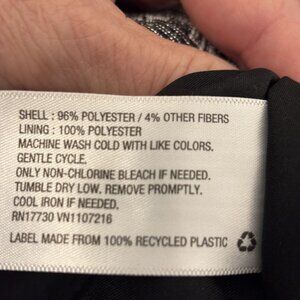 SHELL : 96% POLYESTER / 4% OTHER FIBERS
LINING : 100% POLYESTER
MACHINE WASH COLD WITH LIKE COLORS.
GENTLE CYCLE.
ONLY NON-CHLORINE BLEACH IF NEEDED.
TUMBLE DRY LOW. REMOVE PROMPTLY.
COOL IRON IF NEEDED.
RN17730 VN1107216
LABEL MADE FROM 100% RECYCLED PLASTIC